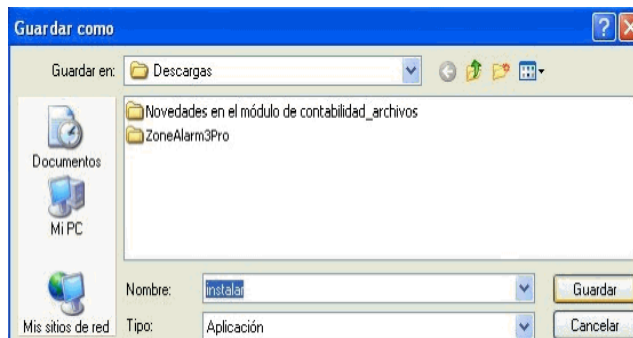 Guardar como
Guardar en: Descargas
Novedades en el módulo de contabilidad_archivos
ZoneAlarm3Pro
Documentos
Mi PC
Mis sitios de red
Nombre: instalar Guardar
Tipo: Aplicación Cancelar